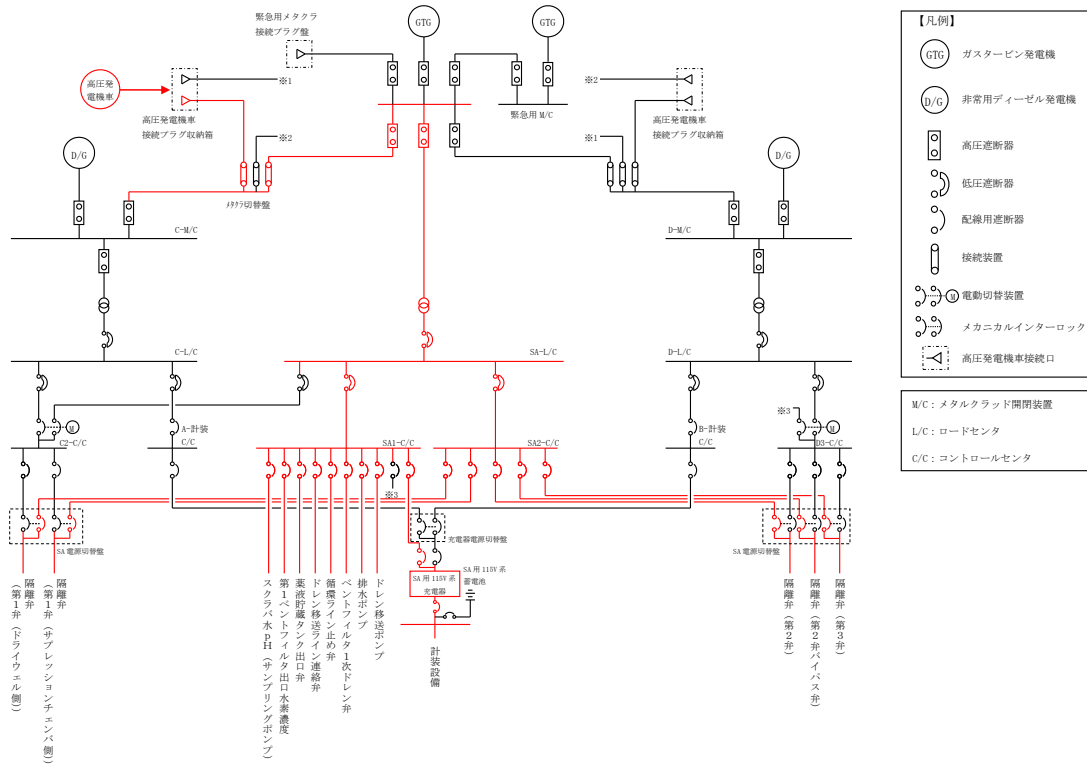 緊急用メタクラ
接続プラグ盤
GTG
GTG
高圧発
電機車
※1
※2
高圧発電機車
接続プラグ収納箱
緊急用 M/C
高圧発電機車
接続プラグ収納箱
※2
※1
D/G
D/G
ﾒﾀｸﾗ切替盤
C-M/C
D-M/C
C-L/C
SA-L/C
D-L/C
※3
M
A-計装
C/C
B-計装
C/C
M
C2-C/C
SA1-C/C
SA2-C/C
D3-C/C
※3
SA 電源切替盤
充電器電源切替盤
SA 電源切替盤
SA 用 115V 系
充電器
SA 用 115V 系
蓄電池
隔離弁
(第1弁(ドライウェル側))
隔離弁
(第1弁(サプレッションチェンバ側))
スクラバ水pH(サンプリングポンプ)
第1ベントフィルタ出口水素濃度
薬液貯蔵タンク出口弁
ドレン移送ライン連絡弁
循環ライン止め弁
ベントフィルタ1次ドレン弁
排水ポンプ
ドレン移送ポンプ
計装設備
隔離弁(第2弁)
隔離弁(第2弁バイパス弁)
隔離弁(第3弁)
【凡例】
GTG ガスタービン発電機
D/G 非常用ディーゼル発電機
高圧遮断器
低圧遮断器
配線用遮断器
接続装置
M 電動切替装置
メカニカルインターロック
高圧発電機車接続口
M/C：メタルクラッド開閉装置
L/C：ロードセンタ
C/C：コントロールセンタ